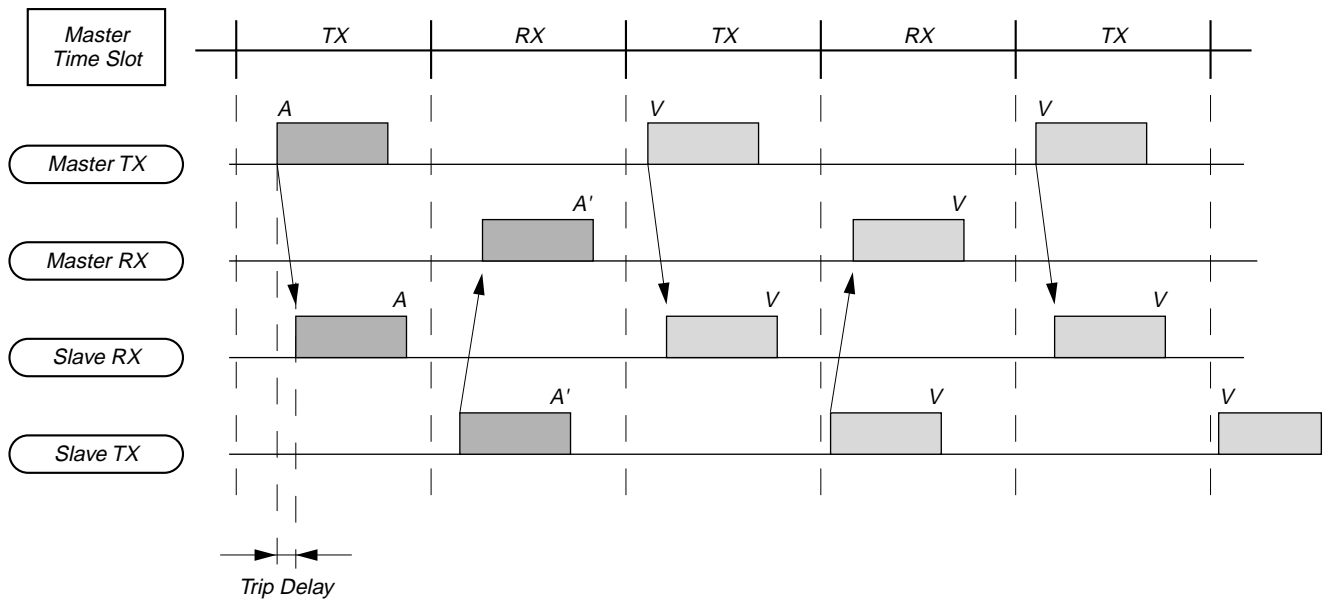 Master
Time Slot
TX RX TX RX TX
A V V
Master TX
A' V
Master RX
A V V
Slave RX
A' V V
Slave TX
Trip Delay